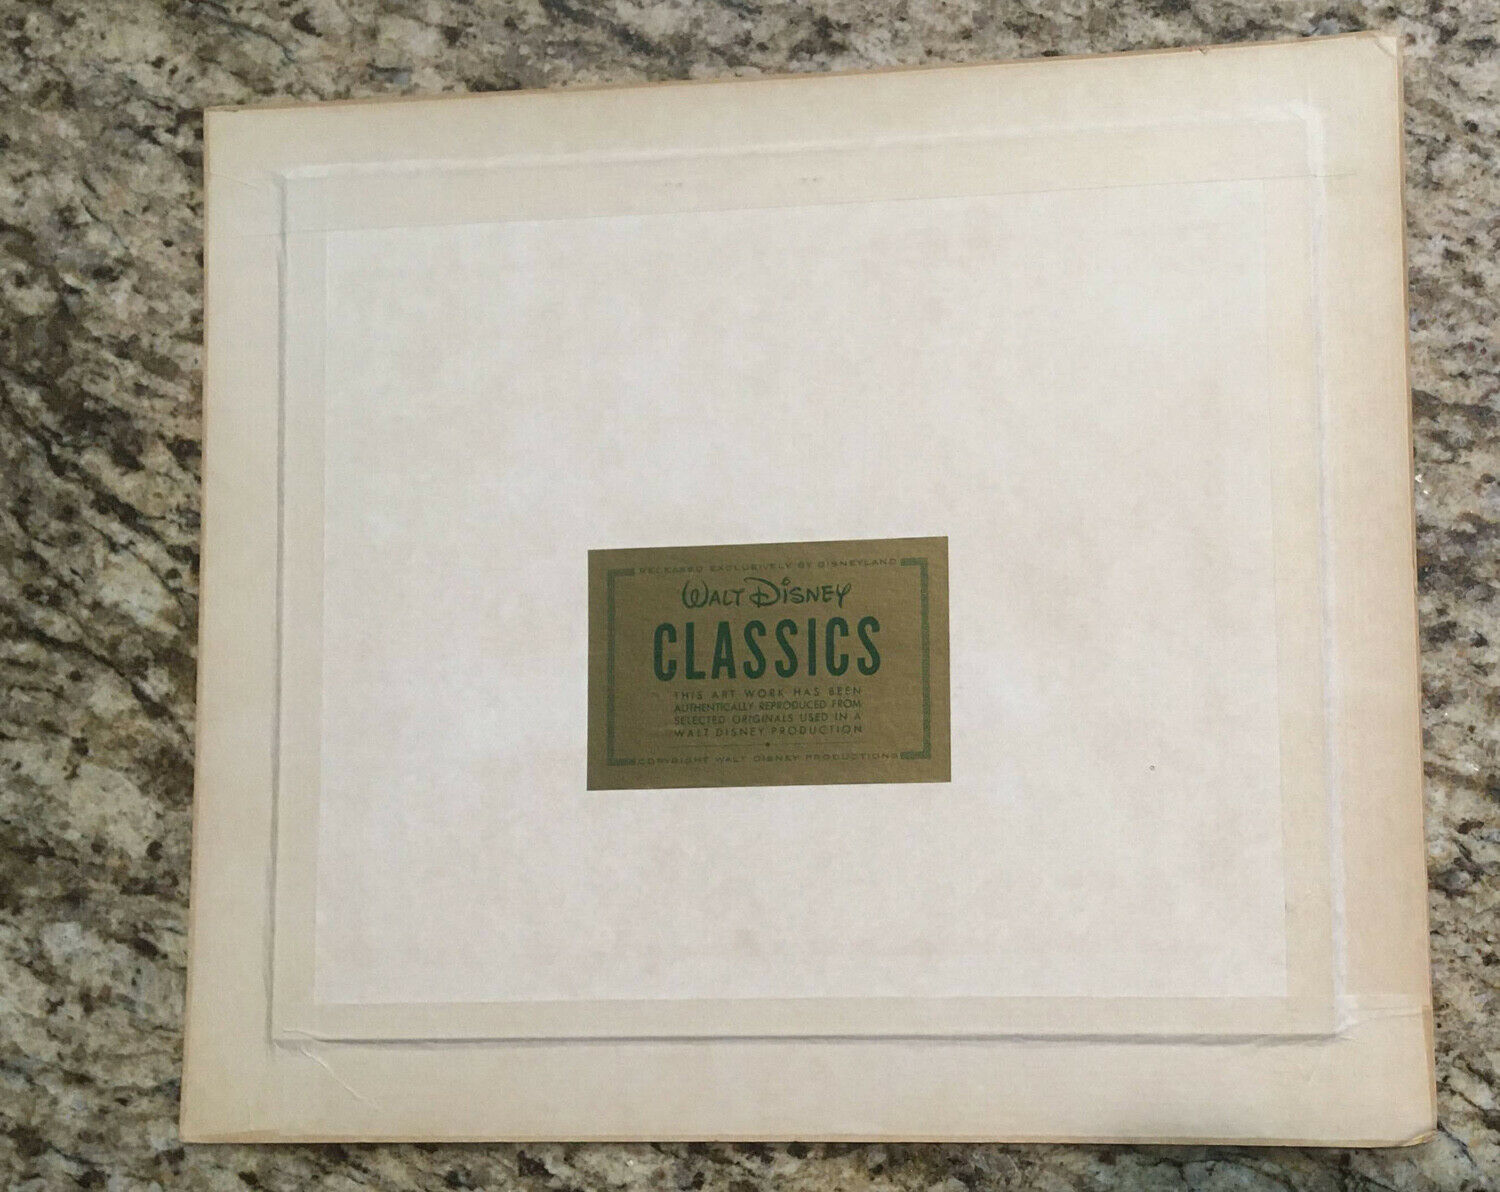 RELEASED EXCLUSIVELY BY DISNEYLAND
WALT DISNEY
CLASSICS
THIS ART WORK HAS BEEN
AUTHENTICALLY REPRODUCED FROM
SELECTED ORIGINALS USED IN A
WALT DISNEY PRODUCTION
COPYRIGHT WALT DISNEY PRODUCTIONS